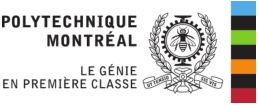 POLYTECHNIQUE
MONTRÉAL
LE GÉNIE
EN PREMIÈRE CLASSE